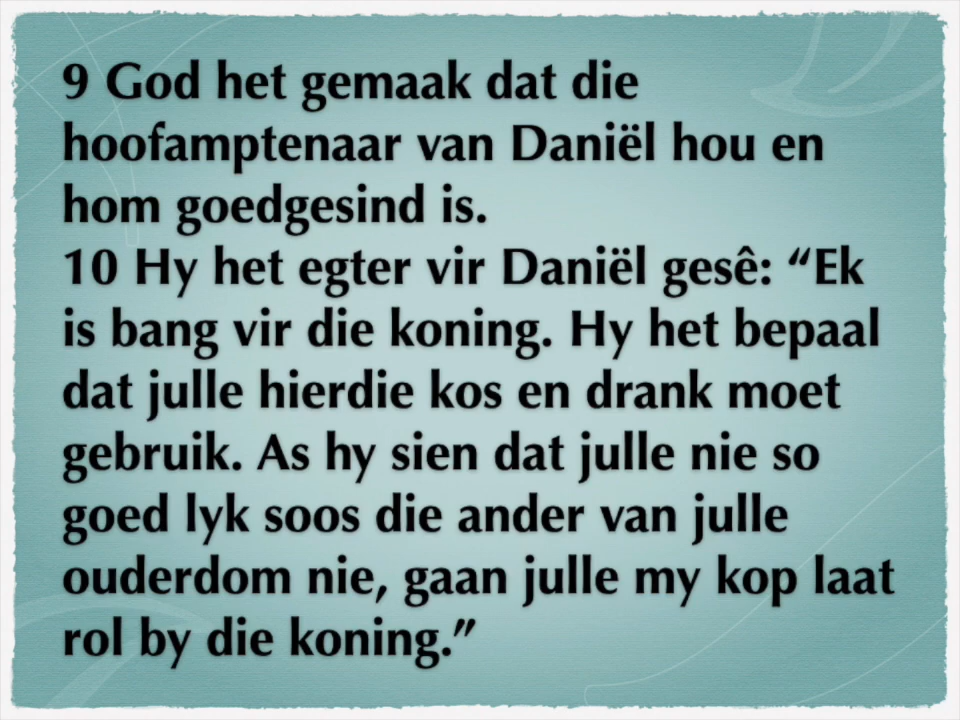 9 God het gemaak dat die
hoofamptenaar van Daniël hou en
hom goedgesind is.
10 Hy het egter vir Daniël gesê: “Ek
is bang vir die koning. Hy het bepaal
dat julle hierdie kos en drank moet
gebruik. As hy sien dat julle nie so
goed lyk soos die ander van julle
ouderdom nie, gaan julle my kop laat
rol by die koning.”